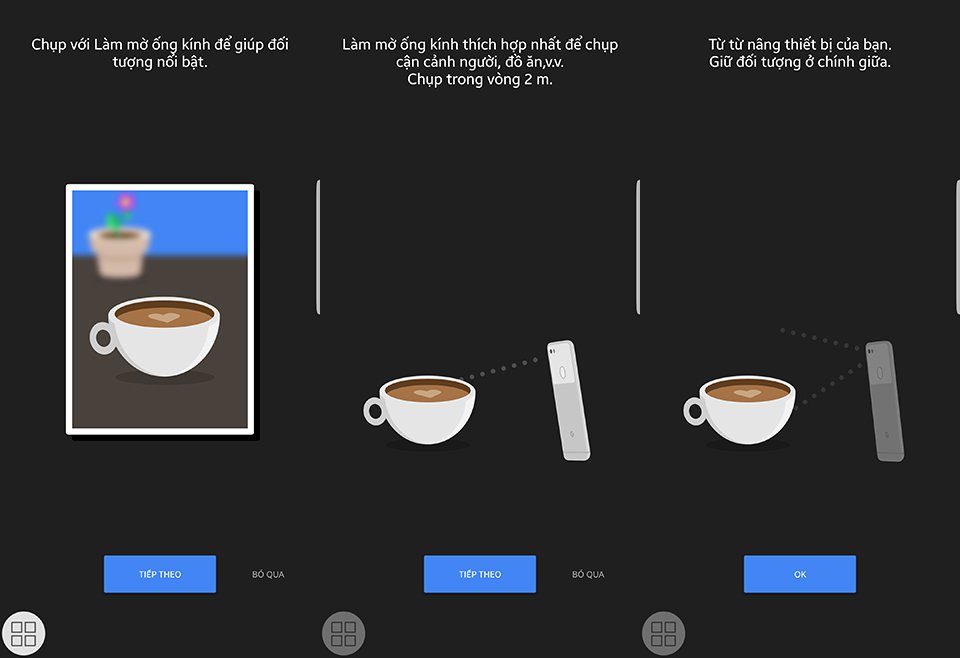 Chụp với Làm mờ ống kính để giúp đối
tượng nổi bật.
TIẾP THEO
BỎ QUA
Làm mờ ống kính thích hợp nhất để chụp
cận cảnh người, đồ ăn,v.v.
Chụp trong vòng 2 m.
TIẾP THEO
BỎ QUA
Từ từ nâng thiết bị của bạn.
Giữ đối tượng ở chính giữa.
OK